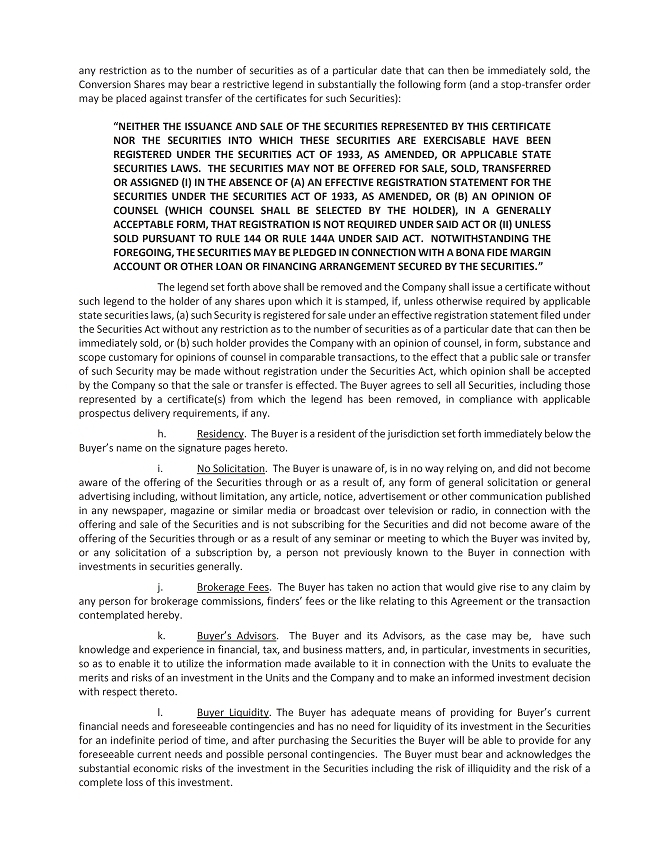 any restriction as to the number of securities as of a particular date that can then be immediately sold, the
Conversion Shares may bear a restrictive legend in substantially the following form (and a stop-transfer order
may be placed against transfer of the certificates for such Securities):
“NEITHER THE ISSUANCE AND SALE OF THE SECURITIES REPRESENTED BY THIS CERTIFICATE
NOR THE SECURITIES INTO WHICH THESE SECURITIES ARE EXERCISABLE HAVE BEEN
REGISTERED UNDER THE SECURITIES ACT OF 1933, AS AMENDED, OR APPLICABLE STATE
SECURITIES LAWS. THE SECURITIES MAY NOT BE OFFERED FOR SALE, SOLD, TRANSFERRED
OR ASSIGNED (I) IN THE ABSENCE OF (A) AN EFFECTIVE REGISTRATION STATEMENT FOR THE
SECURITIES UNDER THE SECURITIES ACT OF 1933, AS AMENDED, OR (B) AN OPINION OF
COUNSEL (WHICH COUNSEL SHALL BE SELECTED BY THE HOLDER), IN A GENERALLY
ACCEPTABLE FORM, THAT REGISTRATION IS NOT REQUIRED UNDER SAID ACT OR (II) UNLESS
SOLD PURSUANT TO RULE 144 OR RULE 144A UNDER SAID ACT. NOTWITHSTANDING THE
FOREGOING, THE SECURITIES MAY BE PLEDGED IN CONNECTION WITH A BONA FIDE MARGIN
ACCOUNT OR OTHER LOAN OR FINANCING ARRANGEMENT SECURED BY THE SECURITIES.”
The legend set forth above shall be removed and the Company shall issue a certificate without
such legend to the holder of any shares upon which it is stamped, if, unless otherwise required by applicable
state securities laws, (a) such Security is registered for sale under an effective registration statement filed under
the Securities Act without any restriction as to the number of securities as of a particular date that can then be
immediately sold, or (b) such holder provides the Company with an opinion of counsel, in form, substance and
scope customary for opinions of counsel in comparable transactions, to the effect that a public sale or transfer
of such Security may be made without registration under the Securities Act, which opinion shall be accepted
by the Company so that the sale or transfer is effected. The Buyer agrees to sell all Securities, including those
represented by a certificate(s) from which the legend has been removed, in compliance with applicable
prospectus delivery requirements, if any.
h. Residency. The Buyer is a resident of the jurisdiction set forth immediately below the
Buyer’s name on the signature pages hereto.
i. No Solicitation. The Buyer is unaware of, is in no way relying on, and did not become
aware of the offering of the Securities through or as a result of, any form of general solicitation or general
advertising including, without limitation, any article, notice, advertisement or other communication published
in any newspaper, magazine or similar media or broadcast over television or radio, in connection with the
offering and sale of the Securities and is not subscribing for the Securities and did not become aware of the
offering of the Securities through or as a result of any seminar or meeting to which the Buyer was invited by,
or any solicitation of a subscription by, a person not previously known to the Buyer in connection with
investments in securities generally.
j. Brokerage Fees. The Buyer has taken no action that would give rise to any claim by
any person for brokerage commissions, finders’ fees or the like relating to this Agreement or the transaction
contemplated hereby.
k. Buyer’s Advisors. The Buyer and its Advisors, as the case may be, have such
knowledge and experience in financial, tax, and business matters, and, in particular, investments in securities,
so as to enable it to utilize the information made available to it in connection with the Units to evaluate the
merits and risks of an investment in the Units and the Company and to make an informed investment decision
with respect thereto.
l. Buyer Liquidity. The Buyer has adequate means of providing for Buyer’s current
financial needs and foreseeable contingencies and has no need for liquidity of its investment in the Securities
for an indefinite period of time, and after purchasing the Securities the Buyer will be able to provide for any
foreseeable current needs and possible personal contingencies. The Buyer must bear and acknowledges the
substantial economic risks of the investment in the Securities including the risk of illiquidity and the risk of a
complete loss of this investment.